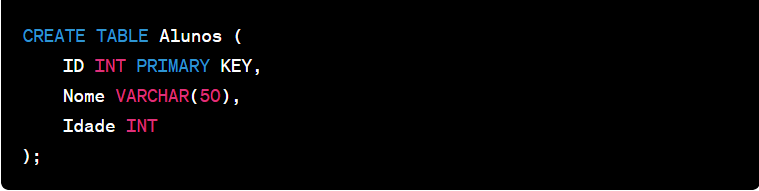 CREATE TABLE Alunos (
    ID INT PRIMARY KEY,
    Nome VARCHAR(50),
    Idade INT
);